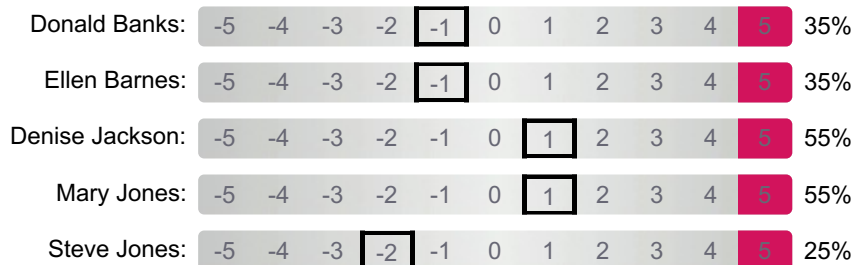 Donald Banks: -5 -4 -3 -2 -1 0 1 2 3 4 5 35%
Ellen Barnes: -5 -4 -3 -2 -1 0 1 2 3 4 5 35%
Denise Jackson: -5 -4 -3 -2 -1 0 1 2 3 4 5 55%
Mary Jones: -5 -4 -3 -2 -1 0 1 2 3 4 5 55%
Steve Jones: -5 -4 -3 -2 -1 0 1 2 3 4 5 25%